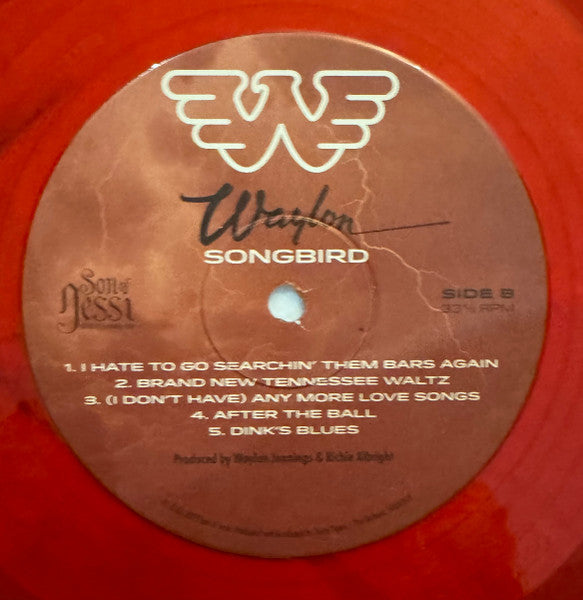 Waylon
SONGBIRD
Son of
Jessi
SIDE B
33⅓ RPM
1. I HATE TO GO SEARCHIN' THEM BARS AGAIN
2. BRAND NEW TENNESSEE WALTZ
3. (I DON'T HAVE) ANY MORE LOVE SONGS
4. AFTER THE BALL
5. DINK'S BLUES
Produced by Waylon Jennings & Richie Albright